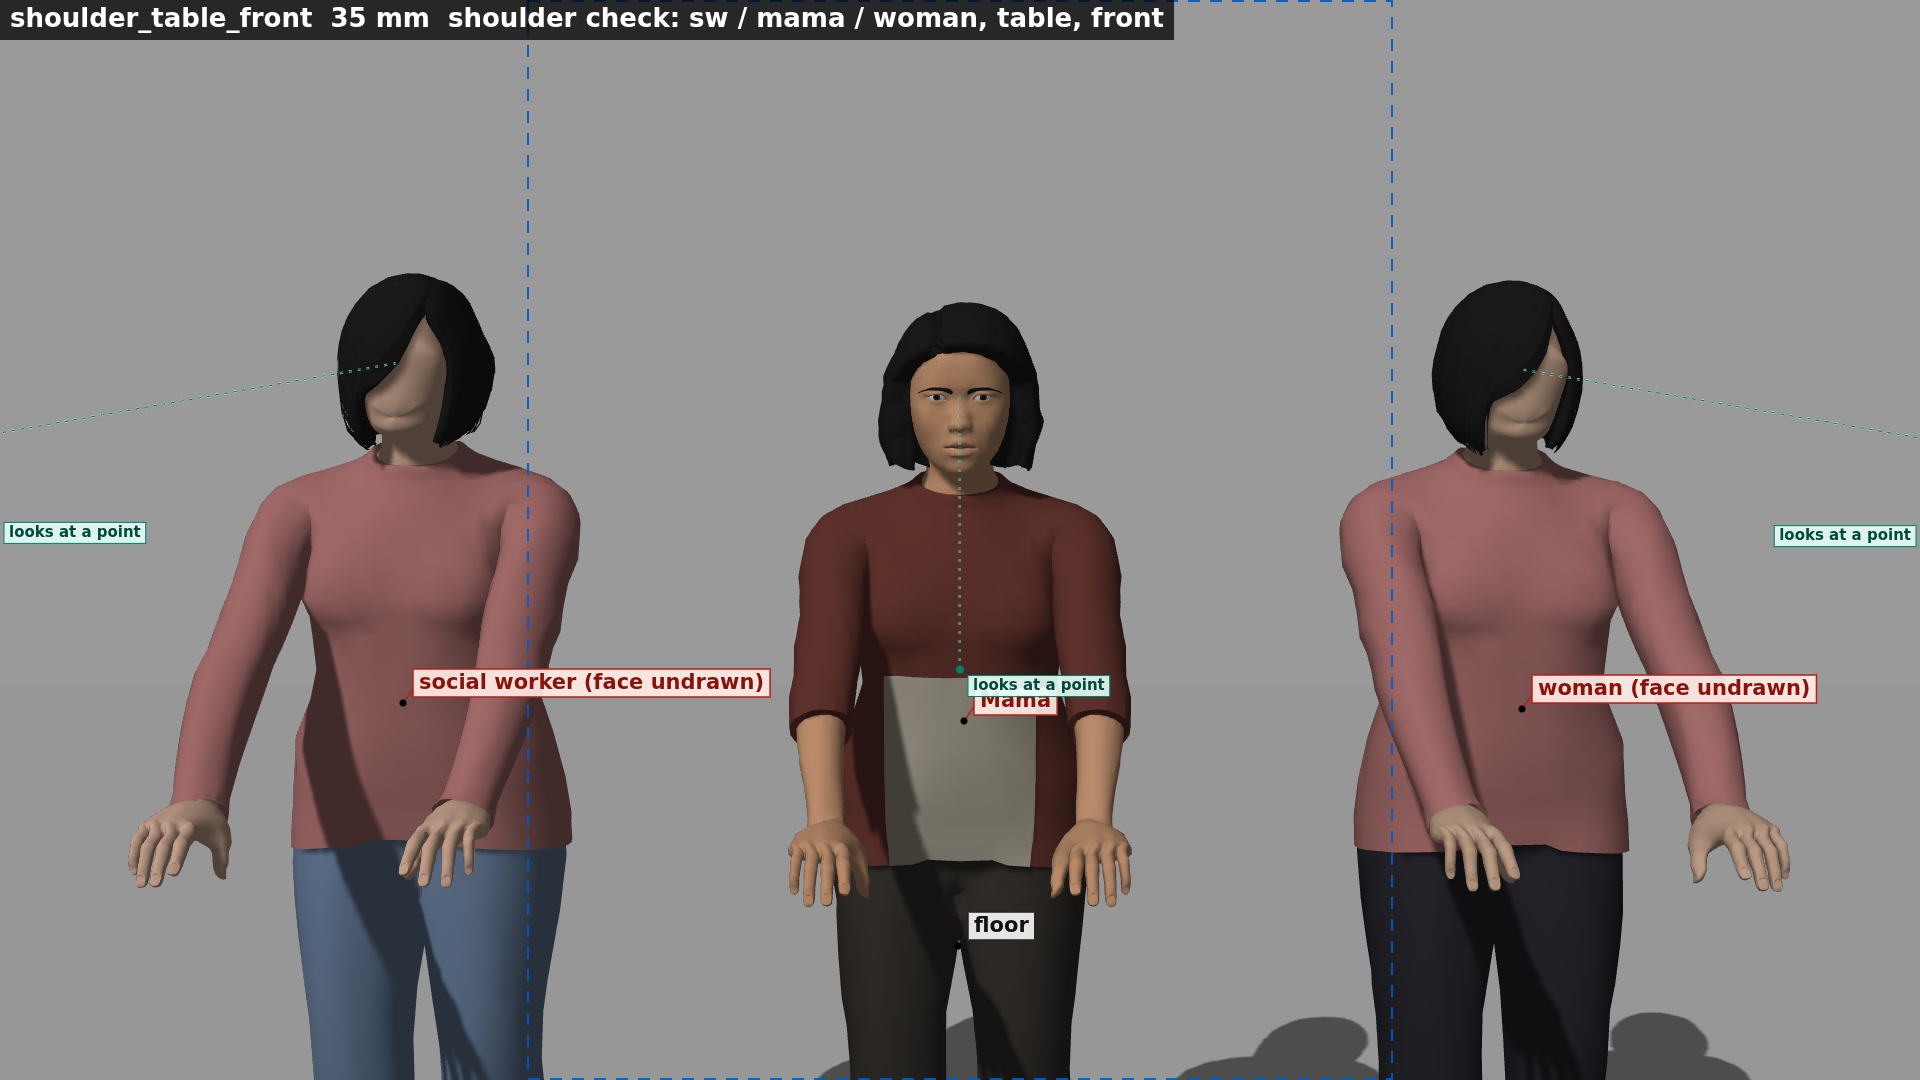 shoulder_table_front 35 mm shoulder check: sw / mama / woman, table, front
looks at a point
looks at a point
social worker (face undrawn)
looks at a point
Mama
woman (face undrawn)
floor